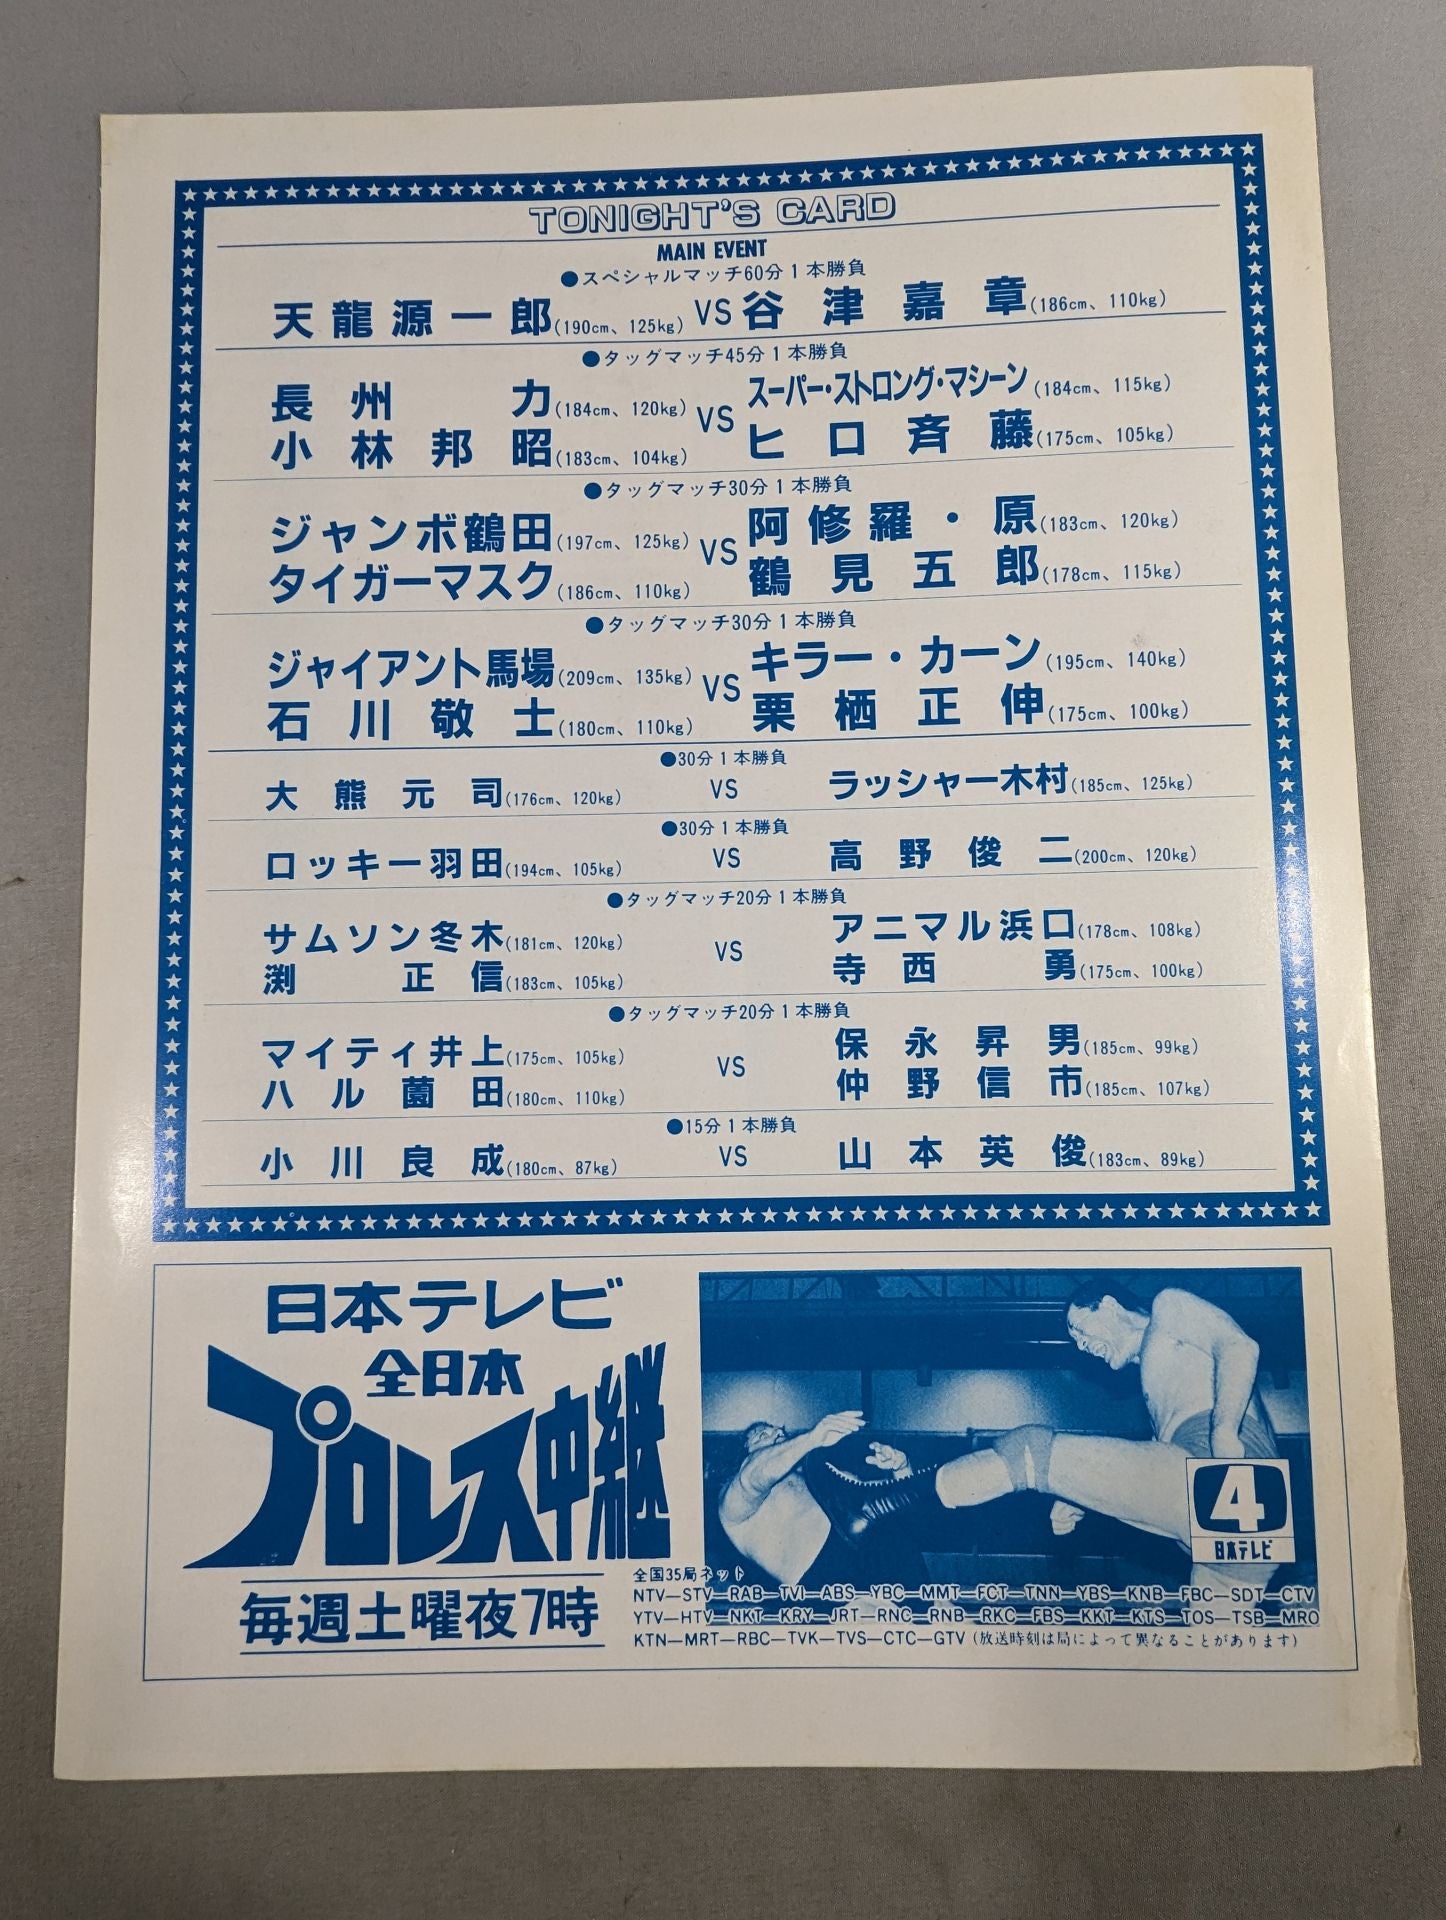 TONIGHT'S CARD
MAIN EVENT
●スペシャルマッチ60分1本勝負
天龍源一郎(190cm、125kg) VS 谷津嘉章(186cm、110kg)
●タッグマッチ45分1本勝負
長州力(184cm、120kg) VS スーパー・ストロング・マシーン(184cm、115kg)
小林邦昭(183cm、104kg) ヒロ斉藤(175cm、105kg)
●タッグマッチ30分1本勝負
ジャンボ鶴田(197cm、125kg) VS 阿修羅・原(183cm、120kg)
タイガーマスク(186cm、110kg) 鶴見五郎(178cm、115kg)
●タッグマッチ30分1本勝負
ジャイアント馬場(209cm、135kg) VS キラー・カーン(195cm、140kg)
石川敬士(180cm、110kg) 栗栖正伸(175cm、100kg)
●30分1本勝負
大熊元司(176cm、120kg) VS ラッシャー木村(185cm、125kg)
●30分1本勝負
ロッキー羽田(194cm、105kg) VS 高野俊二(200cm、120kg)
●タッグマッチ20分1本勝負
サムソン冬木(181cm、120kg) VS アニマル浜口(178cm、108kg)
渕正信(183cm、105kg) 寺西勇(175cm、100kg)
●タッグマッチ20分1本勝負
マイティ井上(175cm、105kg) VS 保永昇男(185cm、99kg)
ハル薗田(180cm、110kg) 仲野信市(185cm、107kg)
●15分1本勝負
小川良成(180cm、87kg) VS 山本英俊(183cm、89kg)
日本テレビ
全日本
プロレス中継
毎週土曜夜7時
4
日本テレビ
全国35局ネット
NTV—STV—RAB—TVI—ABS—YBC—MMT—FCT—TNN—YBS—KNB—FBC—SDT—CTV
YTV—HTV—NKT—KRY—JRT—RNC—RNB—RKC—FBS—KKT—KTS—TOS—TSB—MRO
KTN—MRT—RBC—TVK—TVS—CTC—GTV(放送時刻は局によって異なることがあります)